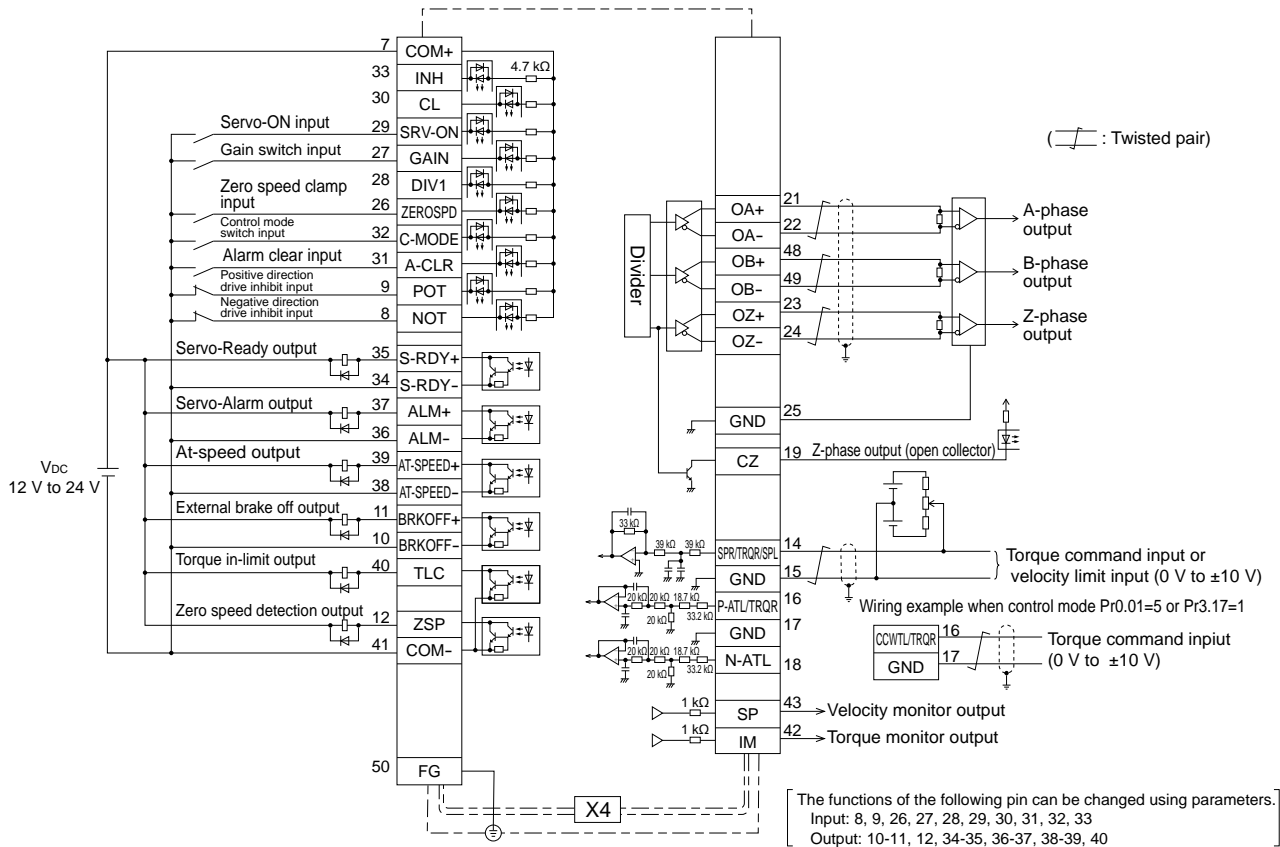 7
COM+
33
INH
4.7 kΩ
30
CL
Servo-ON input
29
SRV-ON
Gain switch input
27
GAIN
28
DIV1
Zero speed clamp
input
26
ZEROSPD
Control mode
switch input
32
C-MODE
Alarm clear input
31
A-CLR
Positive direction
drive inhibit input
9
POT
Negative direction
drive inhibit input
8
NOT
Servo-Ready output
35
S-RDY+
34
S-RDY−
Servo-Alarm output
37
ALM+
36
ALM−
At-speed output
39
AT-SPEED+
38
AT-SPEED−
VDC
12 V to 24 V
External brake off output
11
BRKOFF+
10
BRKOFF−
Torque in-limit output
40
TLC
Zero speed detection output
12
ZSP
41
COM−
50
FG
X4
( : Twisted pair)
Divider
OA+
21
OA−
22
A-phase
output
OB+
48
OB−
49
B-phase
output
OZ+
23
OZ−
24
Z-phase
output
GND
25
CZ
19
Z-phase output (open collector)
33 kΩ
39 kΩ
39 kΩ
SPR/TRQR/SPL
14
GND
15
Torque command input or
velocity limit input (0 V to ±10 V)
20 kΩ
20 kΩ
18.7 kΩ
20 kΩ
33.2 kΩ
P-ATL/TRQR
16
GND
17
20 kΩ
20 kΩ
18.7 kΩ
20 kΩ
33.2 kΩ
N-ATL
18
Wiring example when control mode Pr0.01=5 or Pr3.17=1
CCWTL/TRQR
16
GND
17
Torque command inpiut
(0 V to ±10 V)
1 kΩ
SP
43
Velocity monitor output
1 kΩ
IM
42
Torque monitor output
The functions of the following pin can be changed using parameters.
Input: 8, 9, 26, 27, 28, 29, 30, 31, 32, 33
Output: 10-11, 12, 34-35, 36-37, 38-39, 40